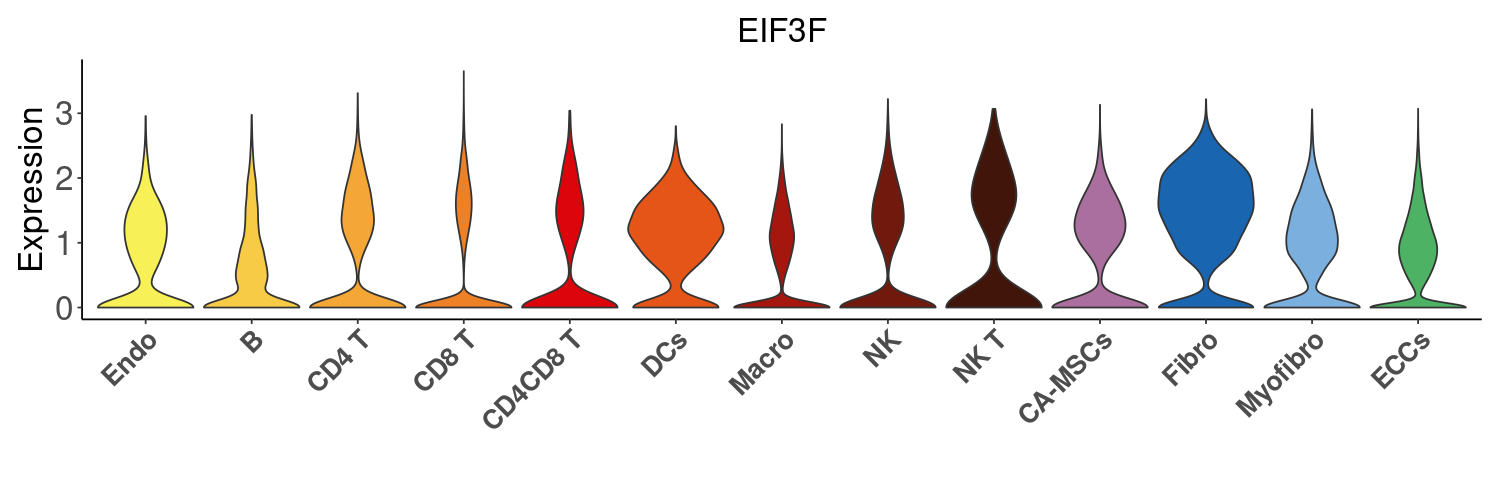 EIF3F
Expression
3
2
1
0
Endo
B
CD4 T
CD8 T
CD4CD8 T
DCs
Macro
NK
NK T
CA-MSCs
Fibro
Myofibro
ECCs